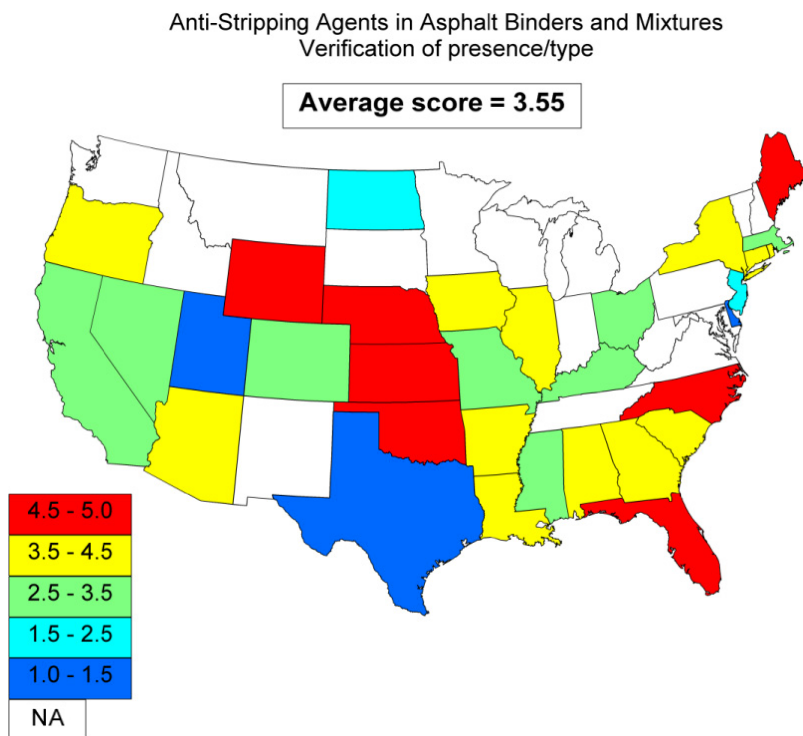 Anti-Stripping Agents in Asphalt Binders and Mixtures
Verification of presence/type
Average score = 3.55
4.5 - 5.0
3.5 - 4.5
2.5 - 3.5
1.5 - 2.5
1.0 - 1.5
NA